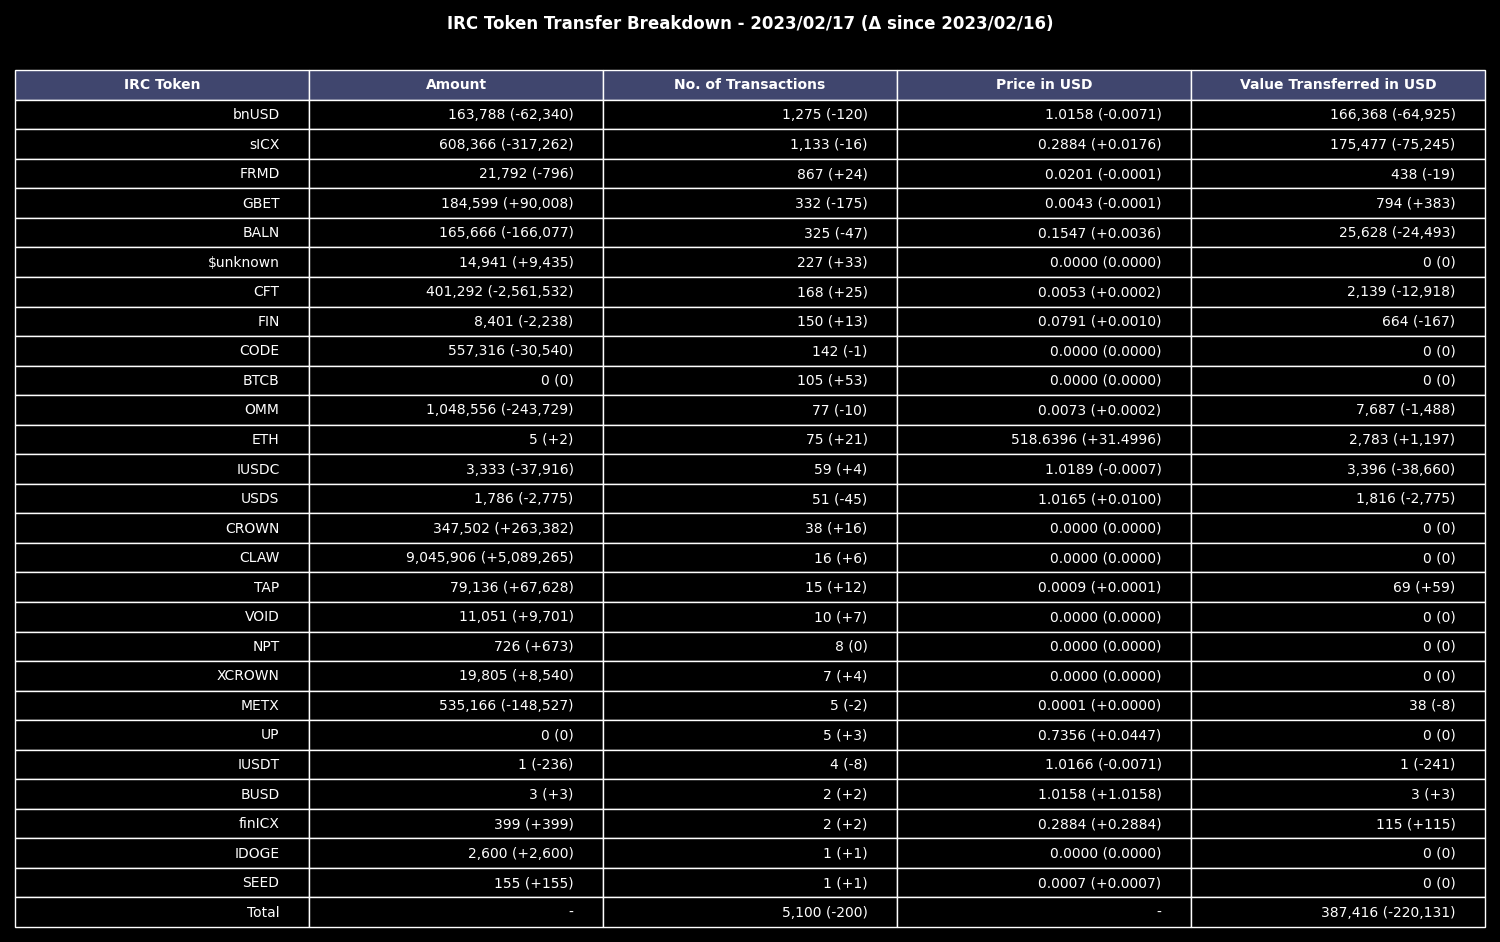 IRC Token Transfer Breakdown - 2023/02/17 (Δ since 2023/02/16)
IRC Token Amount No. of Transactions Price in USD Value Transferred in USD
bnUSD 163,788 (-62,340) 1,275 (-120) 1.0158 (-0.0071) 166,368 (-64,925)
sICX 608,366 (-317,262) 1,133 (-16) 0.2884 (+0.0176) 175,477 (-75,245)
FRMD 21,792 (-796) 867 (+24) 0.0201 (-0.0001) 438 (-19)
GBET 184,599 (+90,008) 332 (-175) 0.0043 (-0.0001) 794 (+383)
BALN 165,666 (-166,077) 325 (-47) 0.1547 (+0.0036) 25,628 (-24,493)
$unknown 14,941 (+9,435) 227 (+33) 0.0000 (0.0000) 0 (0)
CFT 401,292 (-2,561,532) 168 (+25) 0.0053 (+0.0002) 2,139 (-12,918)
FIN 8,401 (-2,238) 150 (+13) 0.0791 (+0.0010) 664 (-167)
CODE 557,316 (-30,540) 142 (-1) 0.0000 (0.0000) 0 (0)
BTCB 0 (0) 105 (+53) 0.0000 (0.0000) 0 (0)
OMM 1,048,556 (-243,729) 77 (-10) 0.0073 (+0.0002) 7,687 (-1,488)
ETH 5 (+2) 75 (+21) 518.6396 (+31.4996) 2,783 (+1,197)
IUSDC 3,333 (-37,916) 59 (+4) 1.0189 (-0.0007) 3,396 (-38,660)
USDS 1,786 (-2,775) 51 (-45) 1.0165 (+0.0100) 1,816 (-2,775)
CROWN 347,502 (+263,382) 38 (+16) 0.0000 (0.0000) 0 (0)
CLAW 9,045,906 (+5,089,265) 16 (+6) 0.0000 (0.0000) 0 (0)
TAP 79,136 (+67,628) 15 (+12) 0.0009 (+0.0001) 69 (+59)
VOID 11,051 (+9,701) 10 (+7) 0.0000 (0.0000) 0 (0)
NPT 726 (+673) 8 (0) 0.0000 (0.0000) 0 (0)
XCROWN 19,805 (+8,540) 7 (+4) 0.0000 (0.0000) 0 (0)
METX 535,166 (-148,527) 5 (-2) 0.0001 (+0.0000) 38 (-8)
UP 0 (0) 5 (+3) 0.7356 (+0.0447) 0 (0)
IUSDT 1 (-236) 4 (-8) 1.0166 (-0.0071) 1 (-241)
BUSD 3 (+3) 2 (+2) 1.0158 (+1.0158) 3 (+3)
finICX 399 (+399) 2 (+2) 0.2884 (+0.2884) 115 (+115)
IDOGE 2,600 (+2,600) 1 (+1) 0.0000 (0.0000) 0 (0)
SEED 155 (+155) 1 (+1) 0.0007 (+0.0007) 0 (0)
Total - 5,100 (-200) - 387,416 (-220,131)